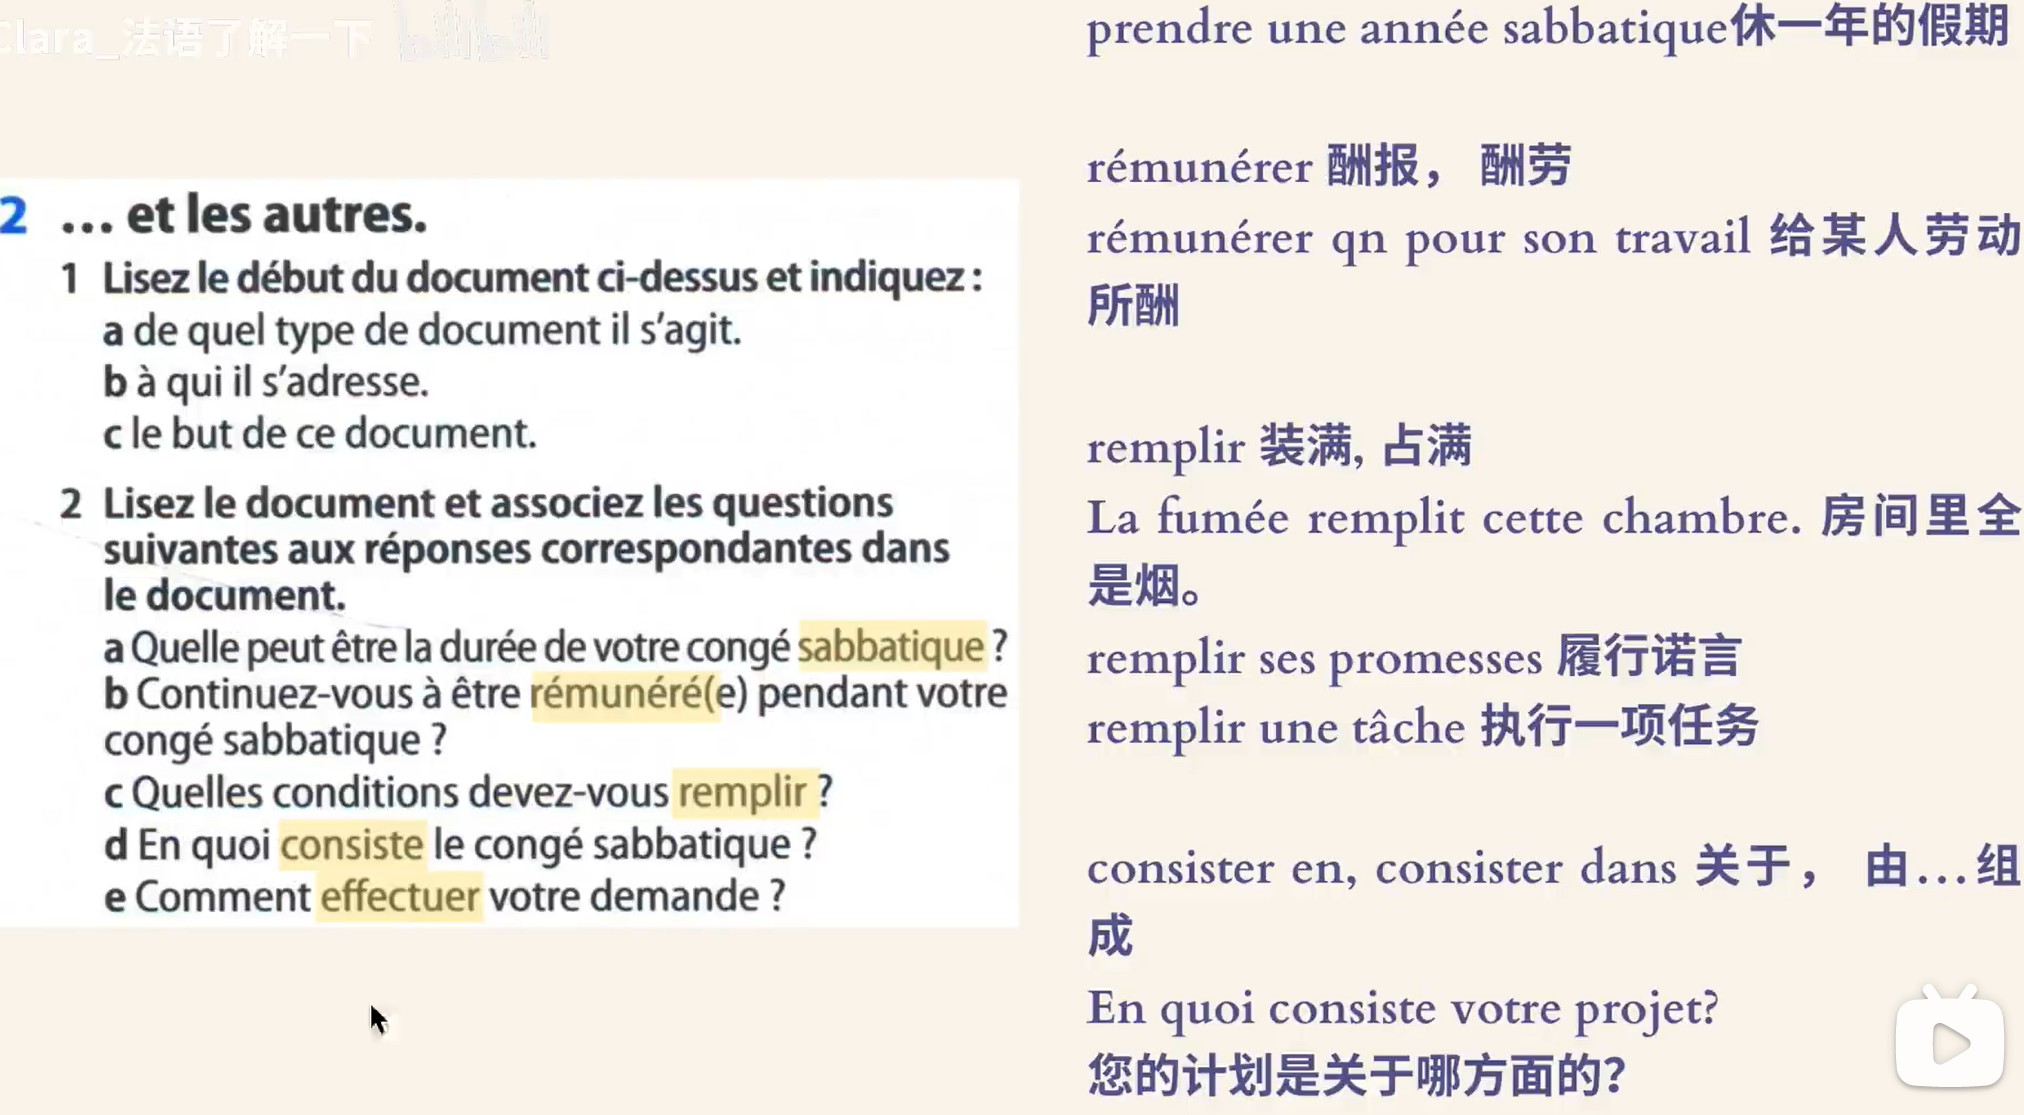 Clara_法语了解一下
bilibili
2 ... et les autres.
1 Lisez le début du document ci-dessus et indiquez :
a de quel type de document il s'agit.
b à qui il s'adresse.
c le but de ce document.
2 Lisez le document et associez les questions
suivantes aux réponses correspondantes dans
le document.
a Quelle peut être la durée de votre congé sabbatique ?
b Continuez-vous à être rémunéré(e) pendant votre
congé sabbatique ?
c Quelles conditions devez-vous remplir ?
d En quoi consiste le congé sabbatique ?
e Comment effectuer votre demande ?
prendre une année sabbatique休一年的假期
rémunérer 酬报， 酬劳
rémunérer qn pour son travail 给某人劳动
所酬
remplir 装满, 占满
La fumée remplit cette chambre. 房间里全
是烟。
remplir ses promesses 履行诺言
remplir une tâche 执行一项任务
consister en, consister dans 关于， 由...组
成
En quoi consiste votre projet?
您的计划是关于哪方面的？